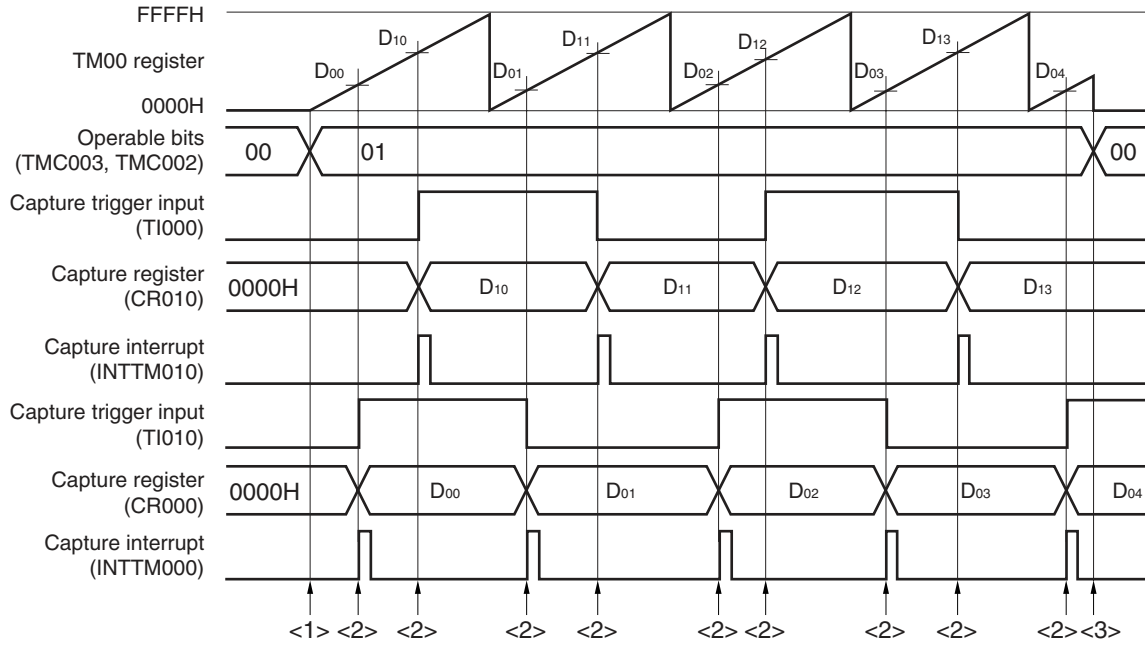 FFFFH
D10 D11 D12 D13
TM00 register
D00 D01 D02 D03 D04
0000H
Operable bits
(TMC003, TMC002)
00 01 00
Capture trigger input
(TI000)
Capture register
(CR010)
0000H D10 D11 D12 D13
Capture interrupt
(INTTM010)
Capture trigger input
(TI010)
Capture register
(CR000)
0000H D00 D01 D02 D03 D04
Capture interrupt
(INTTM000)
<1> <2> <2> <2> <2> <2> <2> <2> <2> <2> <3>